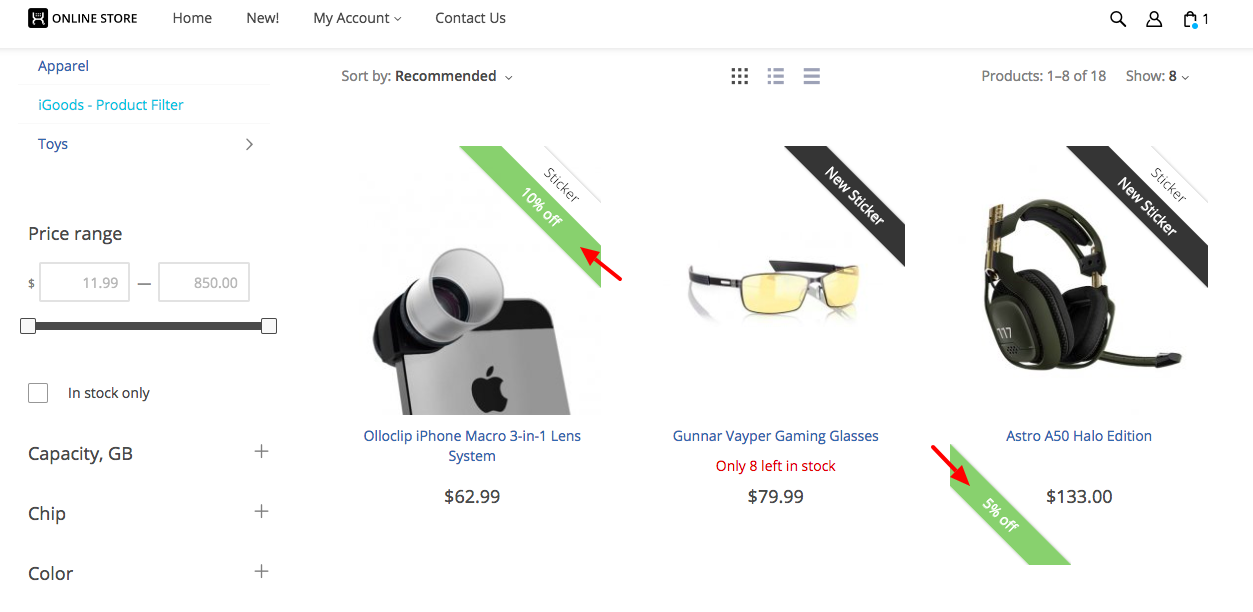 ONLINE STORE Home New! My Account Contact Us 1
Apparel
iGoods - Product Filter
Toys
Sort by: Recommended
Products: 1–8 of 18 Show: 8
Price range
$ 11.99 — 850.00
In stock only
Capacity, GB
Chip
Color
Sticker
10% off
Olloclip iPhone Macro 3-in-1 Lens
System
$62.99
New Sticker
Gunnar Vayper Gaming Glasses
Only 8 left in stock
$79.99
Sticker
New Sticker
117
Astro A50 Halo Edition
$133.00
5% off